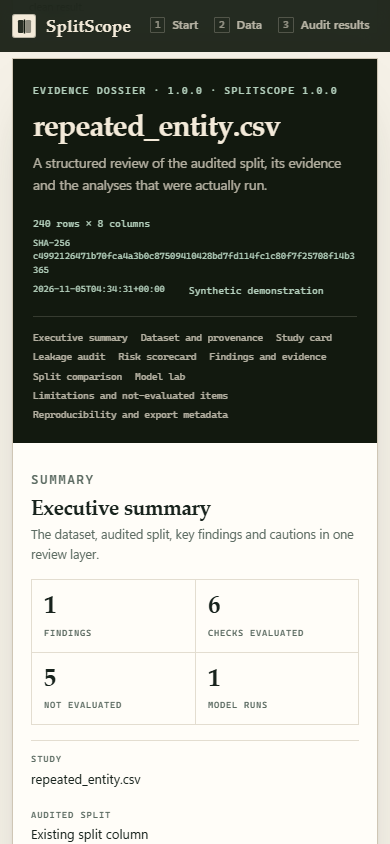 SplitScope 1 Start 2 Data 3 Audit results
EVIDENCE DOSSIER · 1.0.0 · SPLITSCOPE 1.0.0
repeated_entity.csv
A structured review of the audited split, its evidence
and the analyses that were actually run.
240 rows × 8 columns
SHA-256
c4992126471b70fca4a3b0c87509410428bd7fd114fc1c80f7f25708f14b3
365
2026-11-05T04:34:31+00:00 Synthetic demonstration
Executive summary Dataset and provenance Study card
Leakage audit Risk scorecard Findings and evidence
Split comparison Model lab
Limitations and not-evaluated items
Reproducibility and export metadata
SUMMARY
Executive summary
The dataset, audited split, key findings and cautions in one
review layer.
1 6
FINDINGS CHECKS EVALUATED
5 1
NOT EVALUATED MODEL RUNS
STUDY
repeated_entity.csv
AUDITED SPLIT
Existing split column